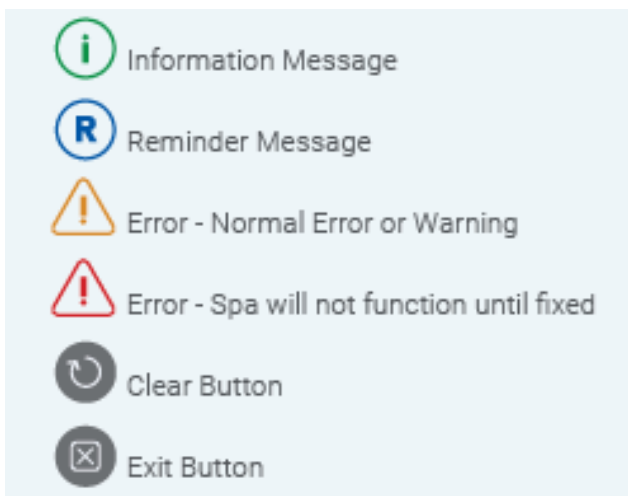 i Information Message
R Reminder Message
! Error - Normal Error or Warning
! Error - Spa will not function until fixed
Clear Button
Exit Button